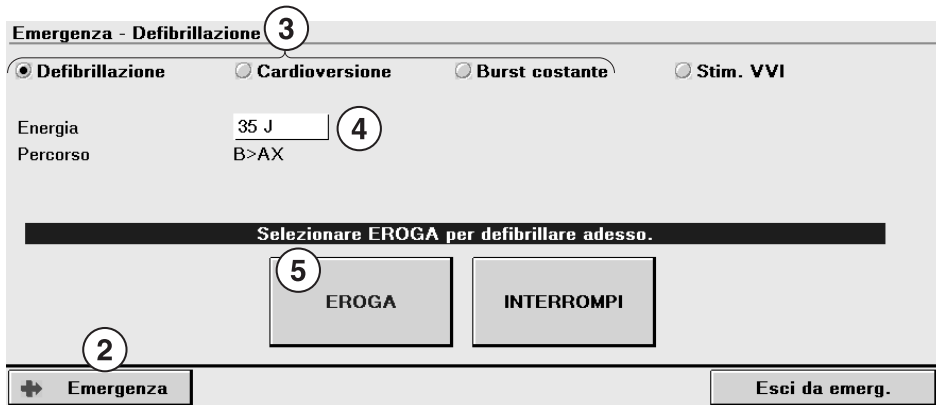 Emergenza - Defibrillazione 3
Defibrillazione Cardioversione Burst costante Stim. VVI
Energia 35 J 4
Percorso B>AX
Selezionare EROGA per defibrillare adesso.
5
EROGA INTERROMPI
2
Emergenza Esci da emerg.